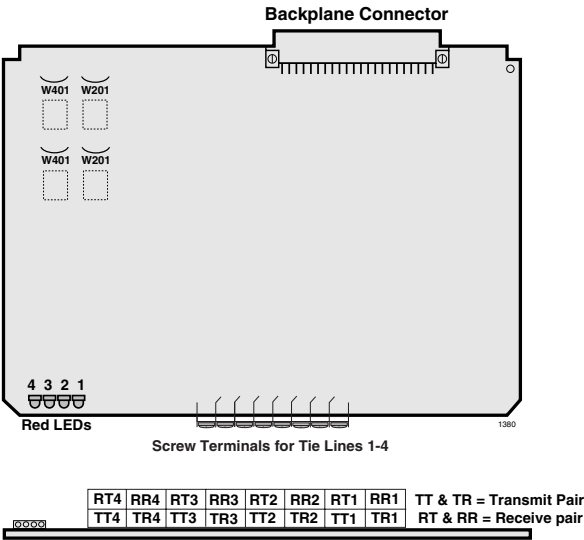 Backplane Connector
W401 W201
W401 W201
4 3 2 1
Red LEDs
1380
Screw Terminals for Tie Lines 1-4
RT4 RR4 RT3 RR3 RT2 RR2 RT1 RR1 TT & TR = Transmit Pair
TT4 TR4 TT3 TR3 TT2 TR2 TT1 TR1 RT & RR = Receive pair